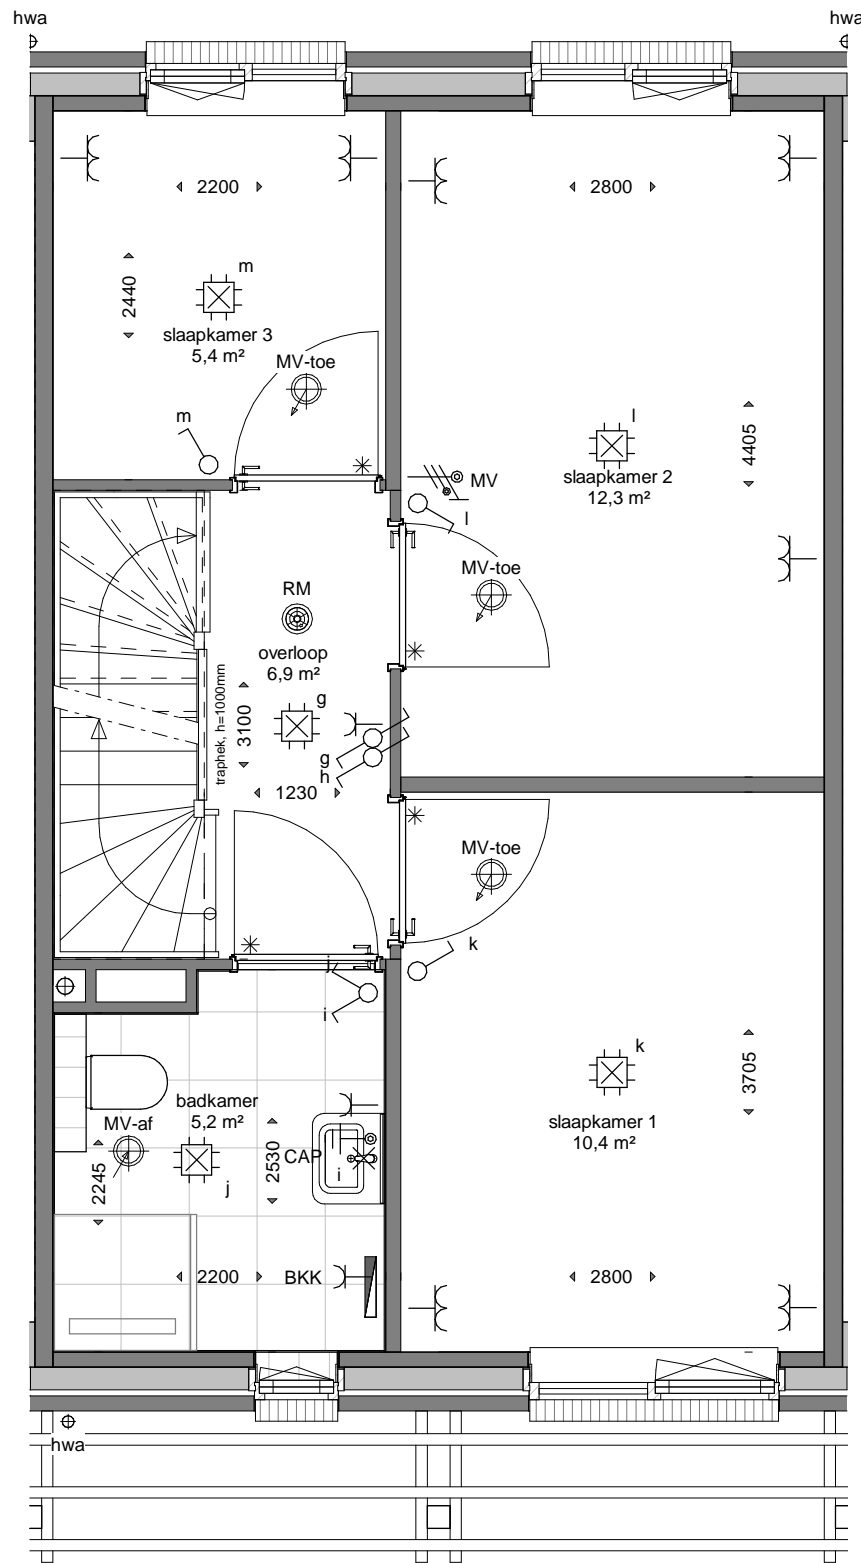 hwa
hwa
2200
2800
2440
m
slaapkamer 3
5,4 m²
MV-toe
m
l
slaapkamer 2
12,3 m²
4405
MV
l
MV-toe
RM
overloop
6,9 m²
g
traphek, h=1000mm
3100
g
h
1230
MV-toe
k
j
i
k
3705
slaapkamer 1
10,4 m²
badkamer
5,2 m²
MV-af
2245
2530
CAP
i
j
2200
BKK
2800
hwa